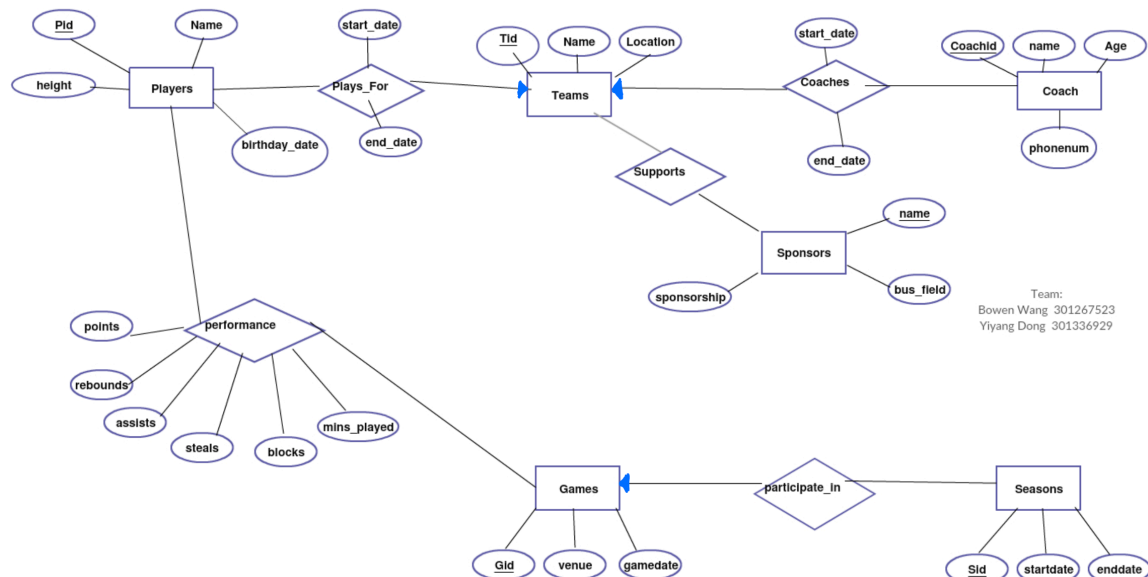 Pid
Name
start_date
Tid
Name
Location
start_date
Coachid
name
Age
height
Players
Plays_For
Teams
Coaches
Coach
birthday_date
end_date
end_date
phonenum
Supports
name
Sponsors
sponsorship
bus_field
Team:
Bowen Wang 301267523
Yiyang Dong 301336929
points
performance
rebounds
assists
steals
blocks
mins_played
Games
participate_in
Seasons
Gid
venue
gamedate
Sid
startdate
enddate